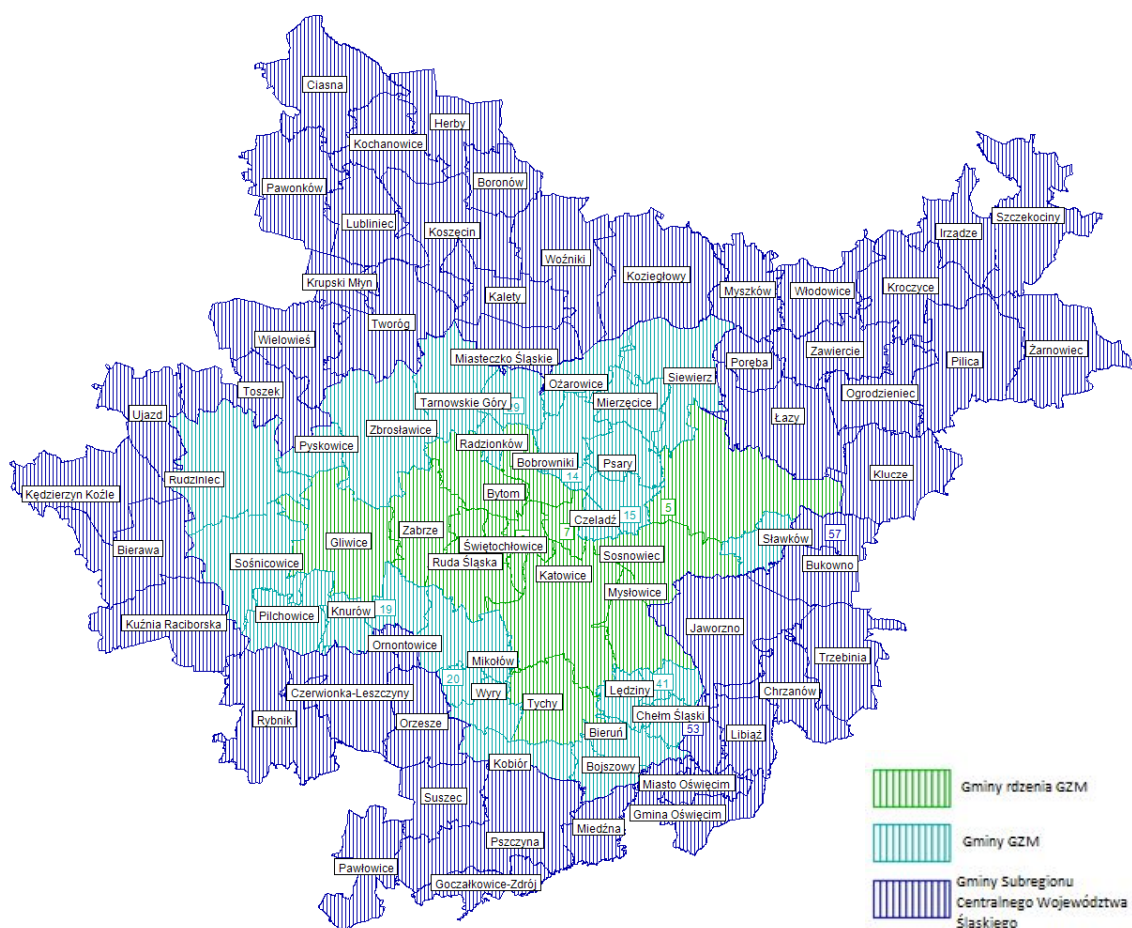 Ciasna
Herby
Kochanowice
Boronów
Pawonków
Szczekociny
Lubliniec
Koszęcin
Irządze
Woźniki
Koziegłowy
Krupski Młyn
Kalety
Myszków
Włodowice
Kroczyce
Tworóg
Wielowieś
Miasteczko Śląskie
Poręba
Zawiercie
Pilica
Żarnowiec
Toszek
Ożarowice
Siewierz
Ogrodzieniec
Ujazd
Tarnowskie Góry
Mierzęcice
Łazy
Zbrosławice
Pyskowice
Radzionków
Bobrowniki
Psary
14
Klucze
Rudziniec
Kędzierzyn Koźle
Bytom
Czeladź
15
5
Zabrze
7
Sławków
57
Bierawa
Gliwice
Świętochłowice
Sosnowiec
Bukowno
Sośnicowice
Ruda Śląska
Katowice
Mysłowice
Kuźnia Raciborska
Pilchowice
Knurów
19
Jaworzno
Ornontowice
Trzebinia
Mikołów
20
Wyry
Lędziny
41
Chrzanów
Czerwionka-Leszczyny
Tychy
Chełm Śląski
Rybnik
Orzesze
Bieruń
53
Libiąż
Kobiór
Bojszowy
Miasto Oświęcim
Suszec
Gmina Oświęcim
Miedźna
Pszczyna
Pawłowice
Goczałkowice-Zdrój
Gminy rdzenia GZM
Gminy GZM
Gminy Subregionu
Centralnego Województwa
Śląskiego